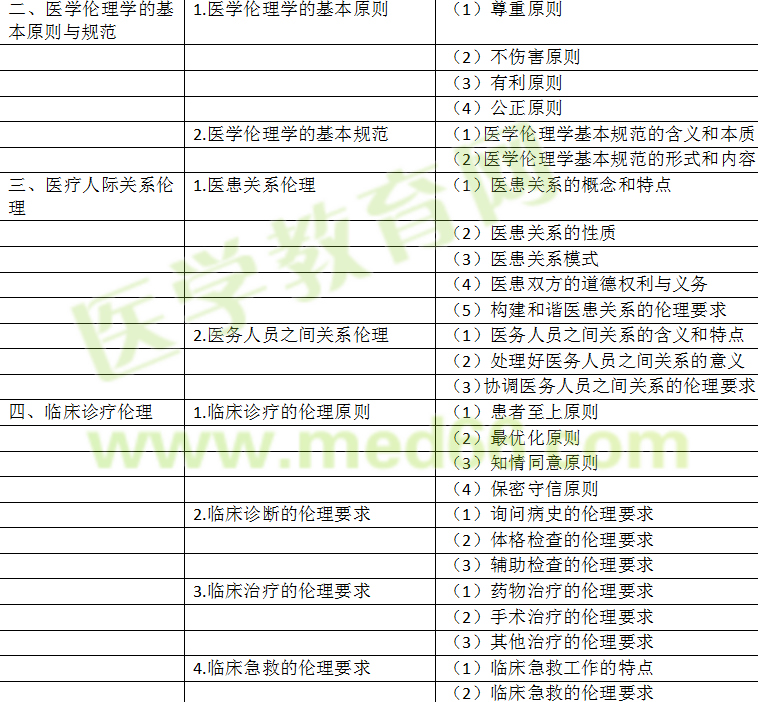 二、医学伦理学的基本原则与规范 1.医学伦理学的基本原则 （1）尊重原则
（2）不伤害原则
（3）有利原则
（4）公正原则
2.医学伦理学的基本规范 （1）医学伦理学基本规范的含义和本质
（2）医学伦理学基本规范的形式和内容
三、医疗人际关系伦理 1.医患关系伦理 （1）医患关系的概念和特点
（2）医患关系的性质
（3）医患关系模式
（4）医患双方的道德权利与义务
（5）构建和谐医患关系的伦理要求
2.医务人员之间关系伦理 （1）医务人员之间关系的含义和特点
（2）处理好医务人员之间关系的意义
（3）协调医务人员之间关系的伦理要求
四、临床诊疗伦理 1.临床诊疗的伦理原则 （1）患者至上原则
（2）最优化原则
（3）知情同意原则
（4）保密守信原则
2.临床诊断的伦理要求 （1）询问病史的伦理要求
（2）体格检查的伦理要求
（3）辅助检查的伦理要求
3.临床治疗的伦理要求 （1）药物治疗的伦理要求
（2）手术治疗的伦理要求
（3）其他治疗的伦理要求
4.临床急救的伦理要求 （1）临床急救工作的特点
（2）临床急救的伦理要求
医学教育网
www.med66.com